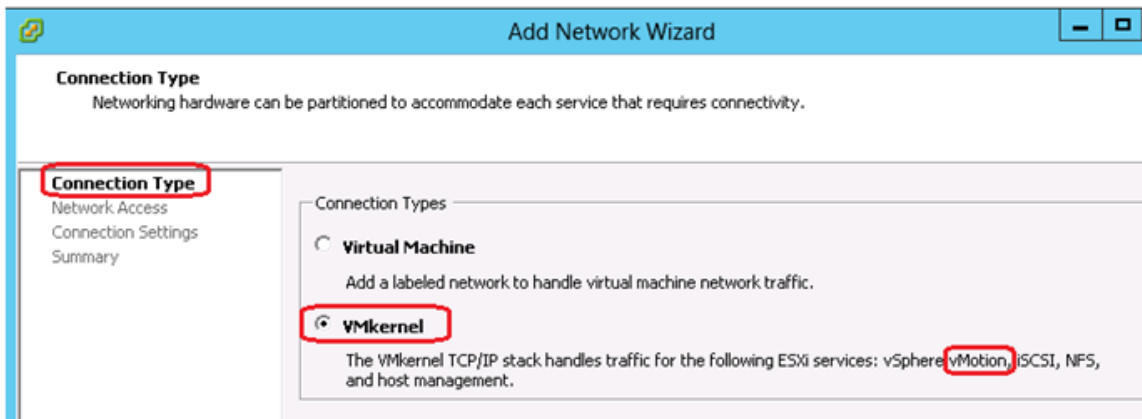 Add Network Wizard
Connection Type
Networking hardware can be partitioned to accommodate each service that requires connectivity.
Connection Type
Network Access
Connection Settings
Summary
Connection Types
Virtual Machine
Add a labeled network to handle virtual machine network traffic.
VMkernel
The VMkernel TCP/IP stack handles traffic for the following ESXi services: vSphere vMotion, iSCSI, NFS,
and host management.